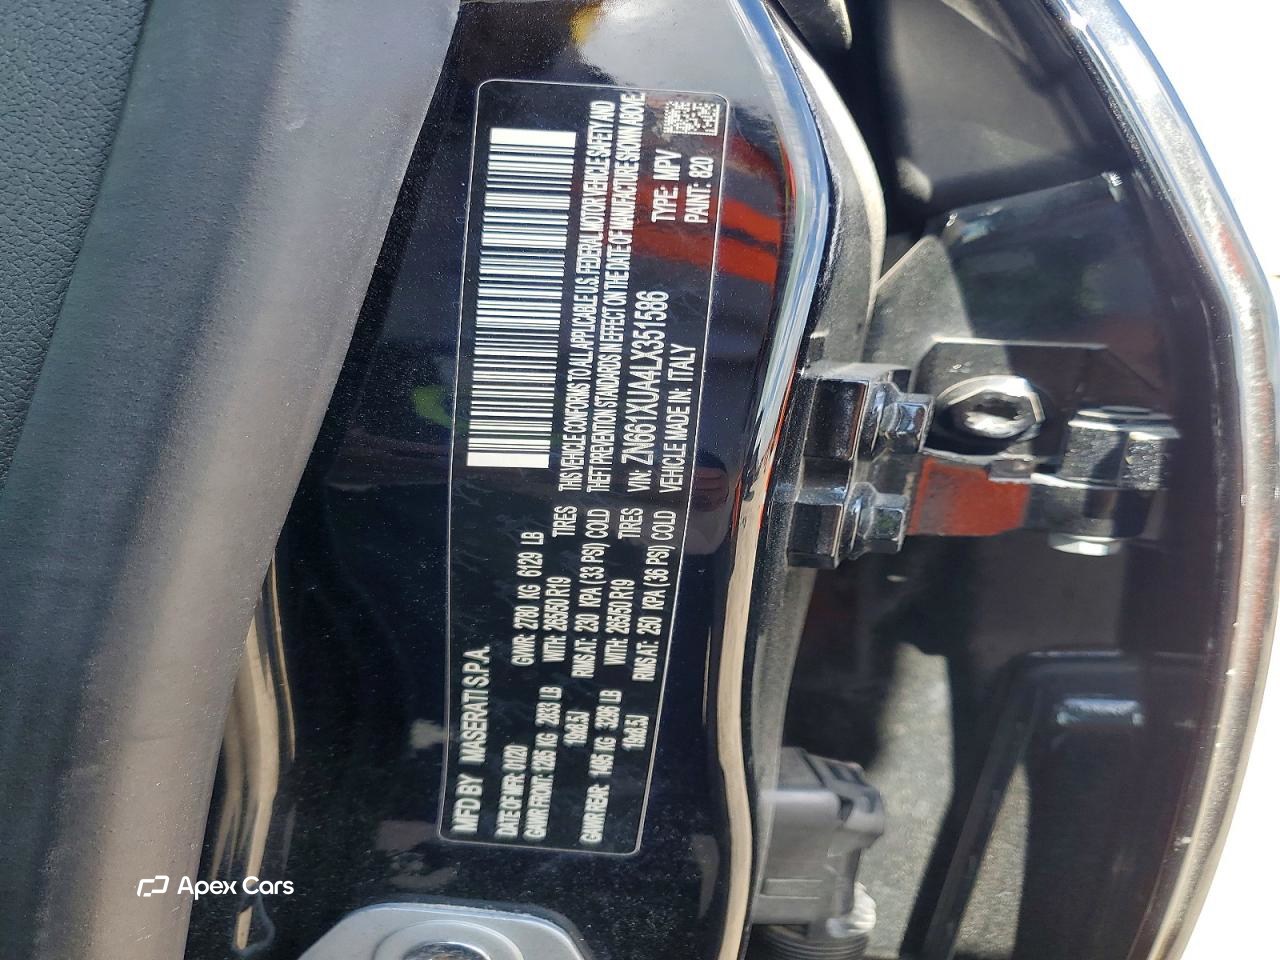 MFD BY MASERATI S.P.A.
DATE OF MFR: 01/20 GVWR: 2780 KG 6129 LB
GAWR FRONT: 1285 KG 2833 LB WITH: 265/50 R19 TIRES
19x8.5J RIMS AT: 230 KPA ( 33 PSI) COLD
GAWR REAR: 1495 KG 3296 LB WITH: 265/50 R19 TIRES
19x8.5J RIMS AT: 250 KPA ( 36 PSI) COLD
THIS VEHICLE CONFORMS TO ALL APPLICABLE U.S. FEDERAL MOTOR VEHICLE SAFETY AND
THEFT PREVENTION STANDARDS IN EFFECT ON THE DATE OF MANUFACTURE SHOWN ABOVE.
VIN: ZN661XUA4LX351586 TYPE: MPV
VEHICLE MADE IN: ITALY PAINT: 820
Apex Cars